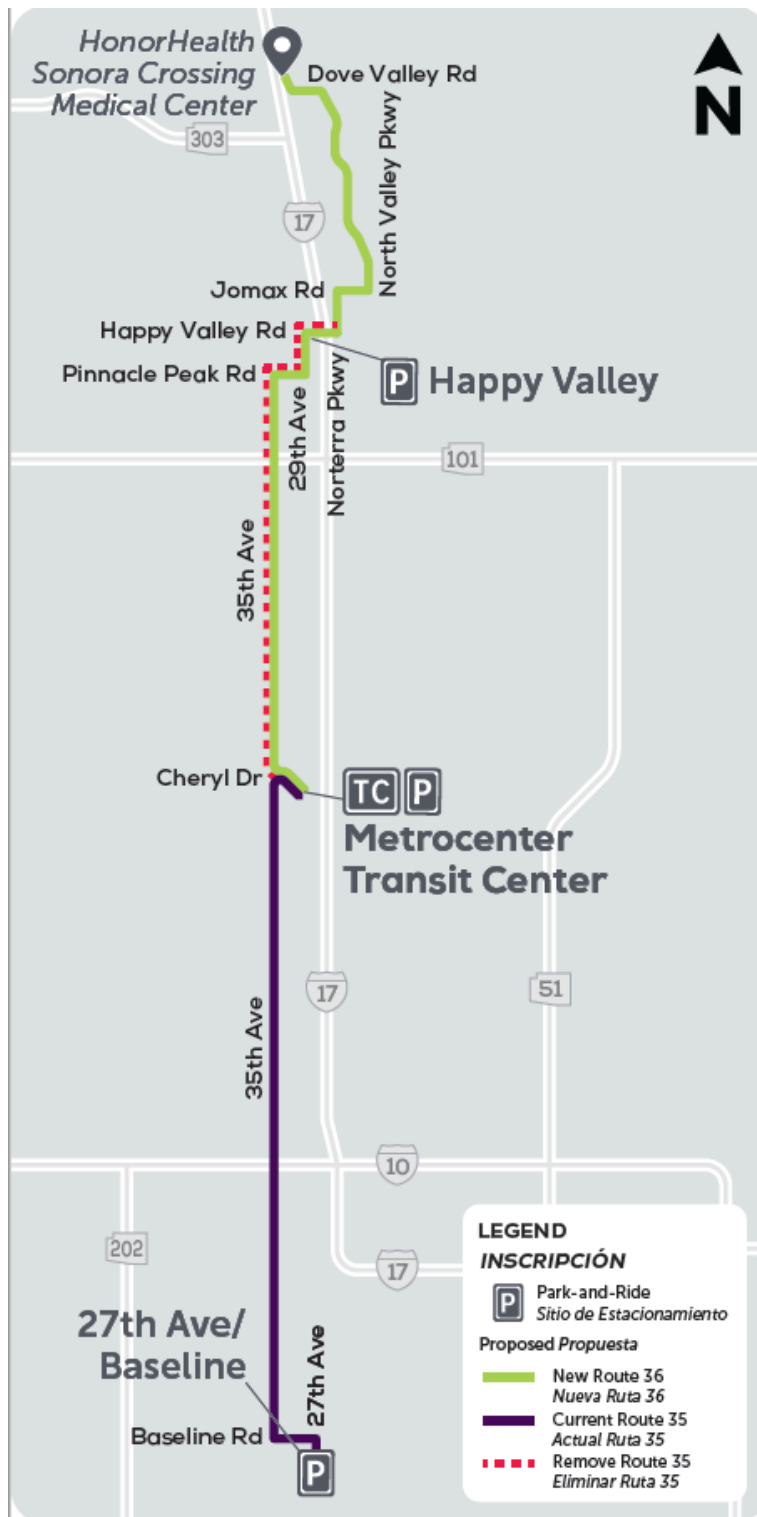 HonorHealth
Sonora Crossing
Medical Center
Dove Valley Rd
N
303
North Valley Pkwy
17
Jomax Rd
Happy Valley Rd
Pinnacle Peak Rd
P Happy Valley
29th Ave
Norterra Pkwy
101
35th Ave
Cheryl Dr
TC P
Metrocenter
Transit Center
17
51
35th Ave
10
202
17
27th Ave/
Baseline
27th Ave
Baseline Rd
P
LEGEND
INSCRIPCIÓN
P
Park-and-Ride
Sitio de Estacionamiento
Proposed Propuesta
New Route 36
Nueva Ruta 36
Current Route 35
Actual Ruta 35
Remove Route 35
Eliminar Ruta 35